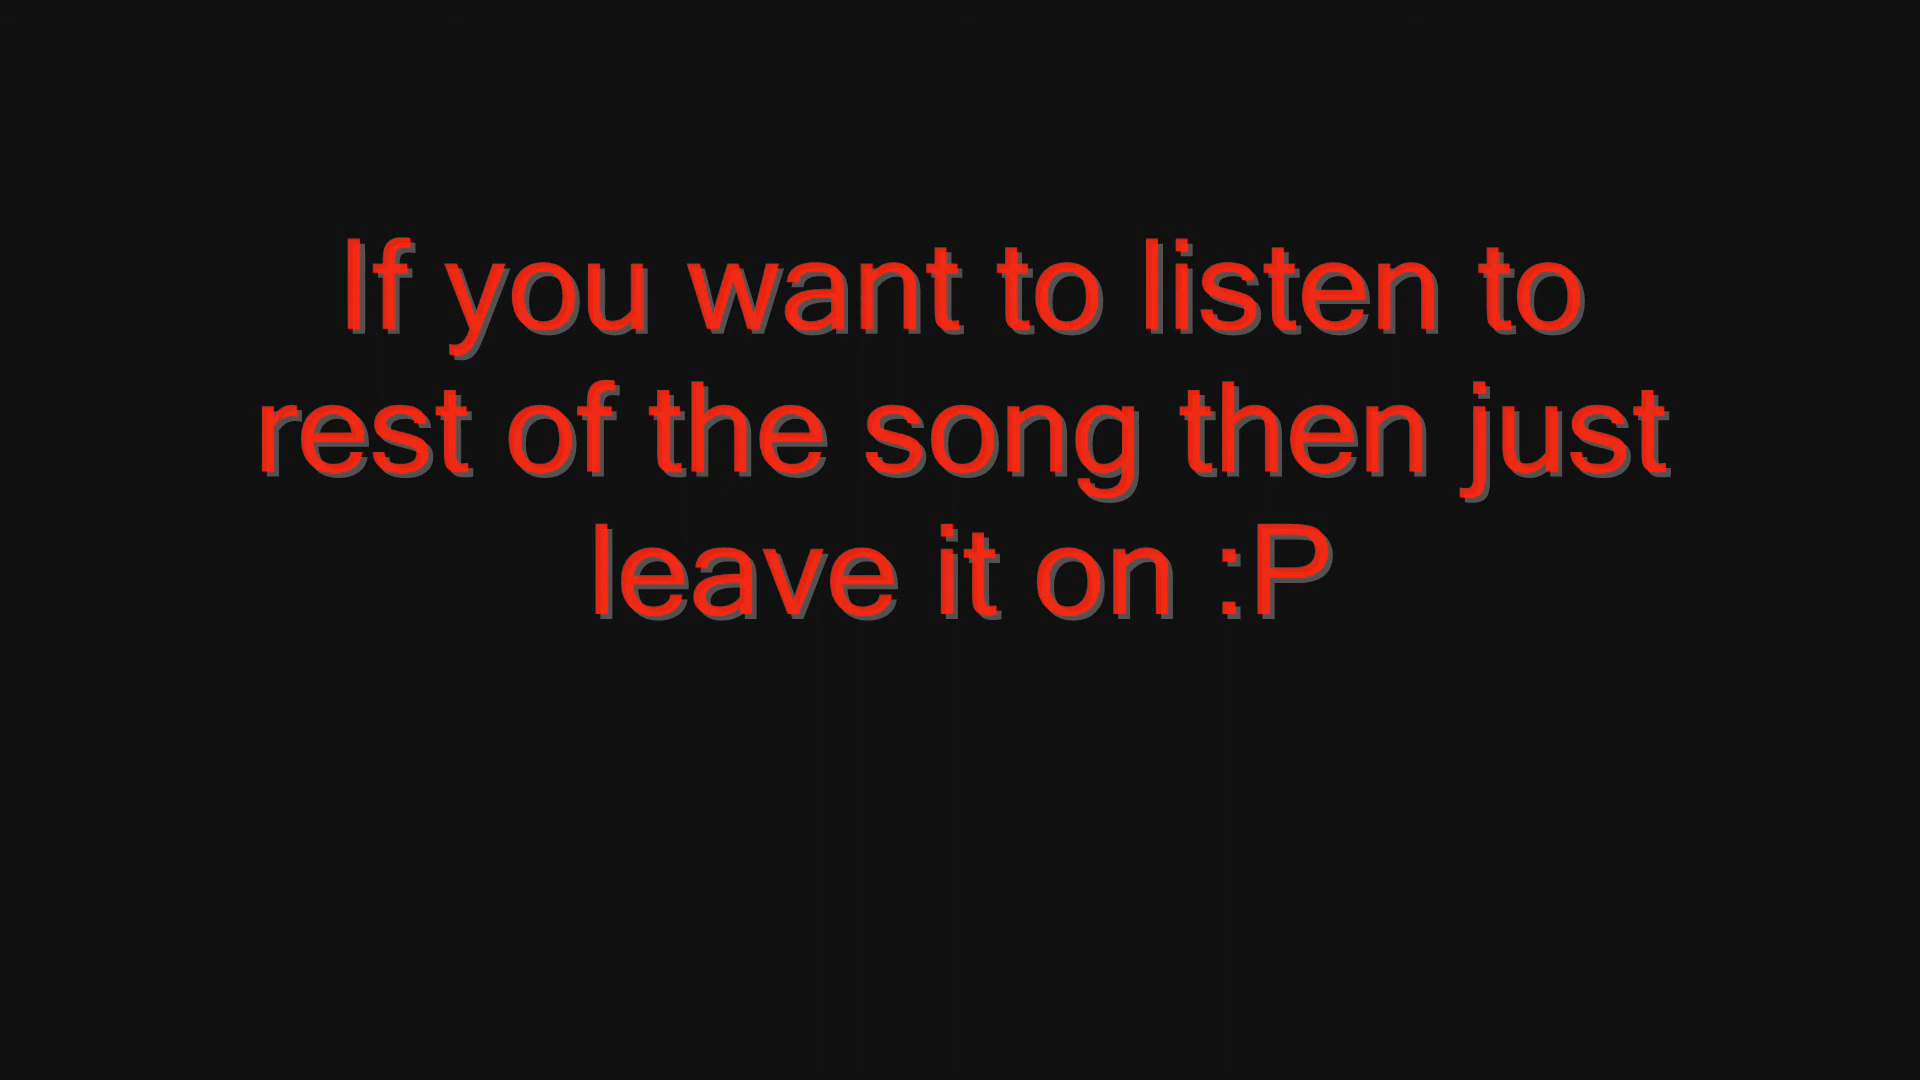 If you want to listen to
rest of the song then just
leave it on :P